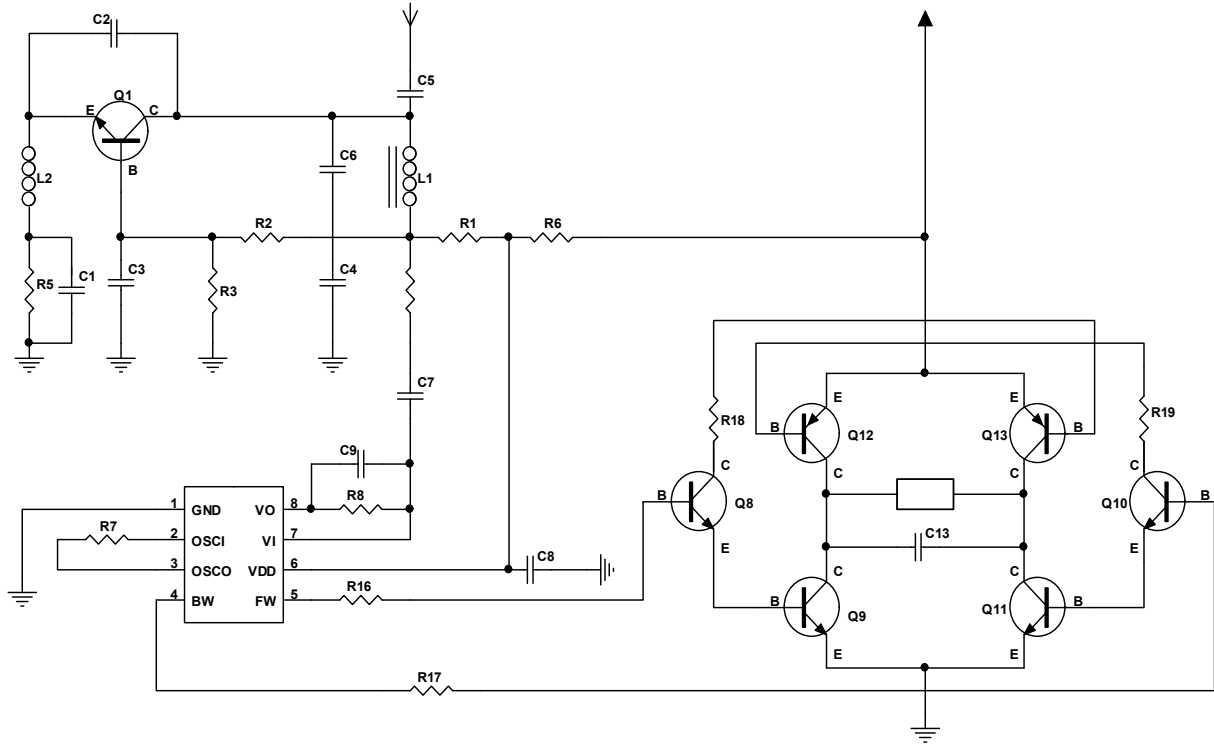 C2
Q1
E
C
B
C5
C6
L1
L2
R2
R1
R6
R5
C1
C3
R3
C4
C7
C9
R8
R7
1
GND
VO
8
2
OSCI
VI
7
3
OSCO
VDD
6
4
BW
FW
5
C8
R16
R17
R18
R19
E
E
B
Q12
Q13
B
C
C
C
C
B
Q8
Q10
B
E
E
C13
C
C
B
Q9
Q11
B
E
E